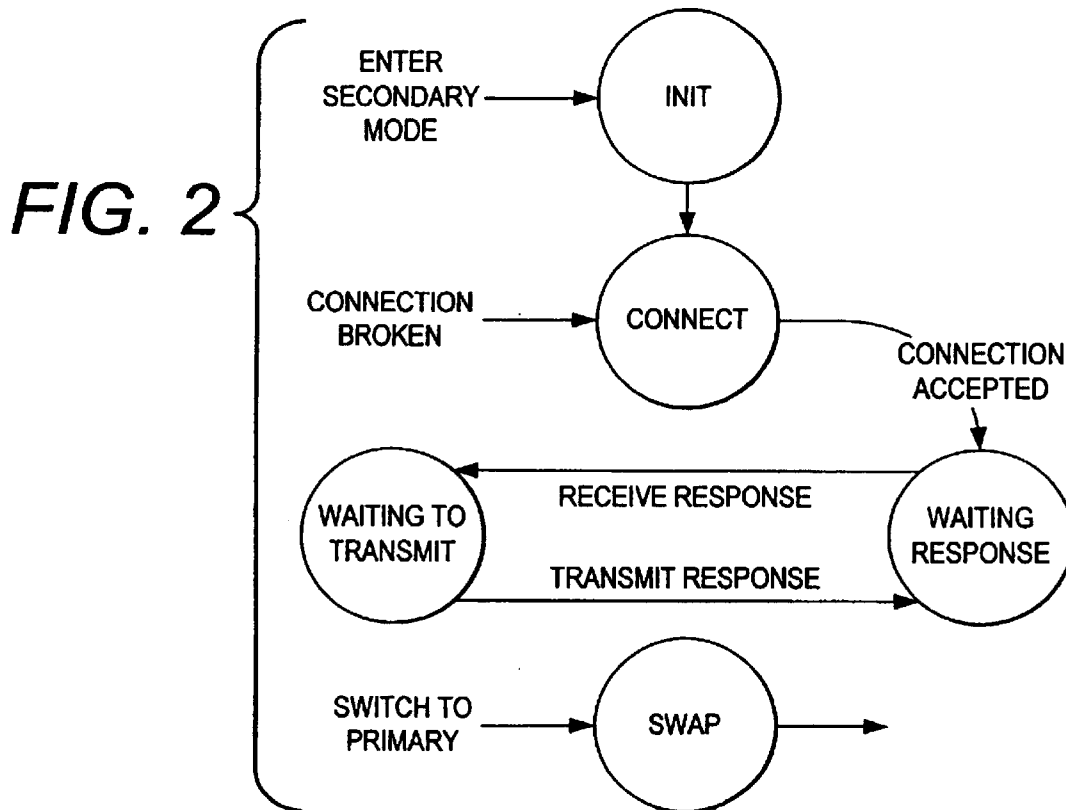 FIG. 2
ENTER
SECONDARY
MODE
INIT
CONNECTION
BROKEN
CONNECT
CONNECTION
ACCEPTED
WAITING TO
TRANSMIT
RECEIVE RESPONSE
TRANSMIT RESPONSE
WAITING
RESPONSE
SWITCH TO
PRIMARY
SWAP